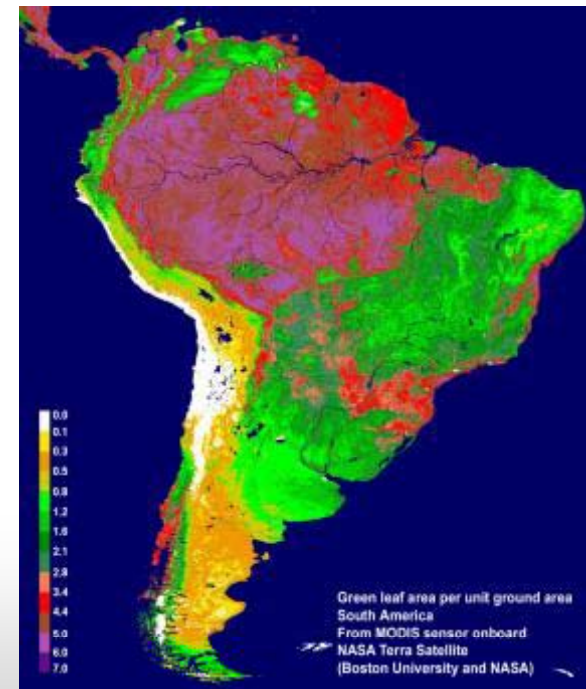 0.0
0.1
0.3
0.5
0.8
1.2
1.6
2.1
2.8
3.4
4.4
5.0
6.0
7.0
Green leaf area per unit ground area
South America
From MODIS sensor onboard
NASA Terra Satellite
(Boston University and NASA)